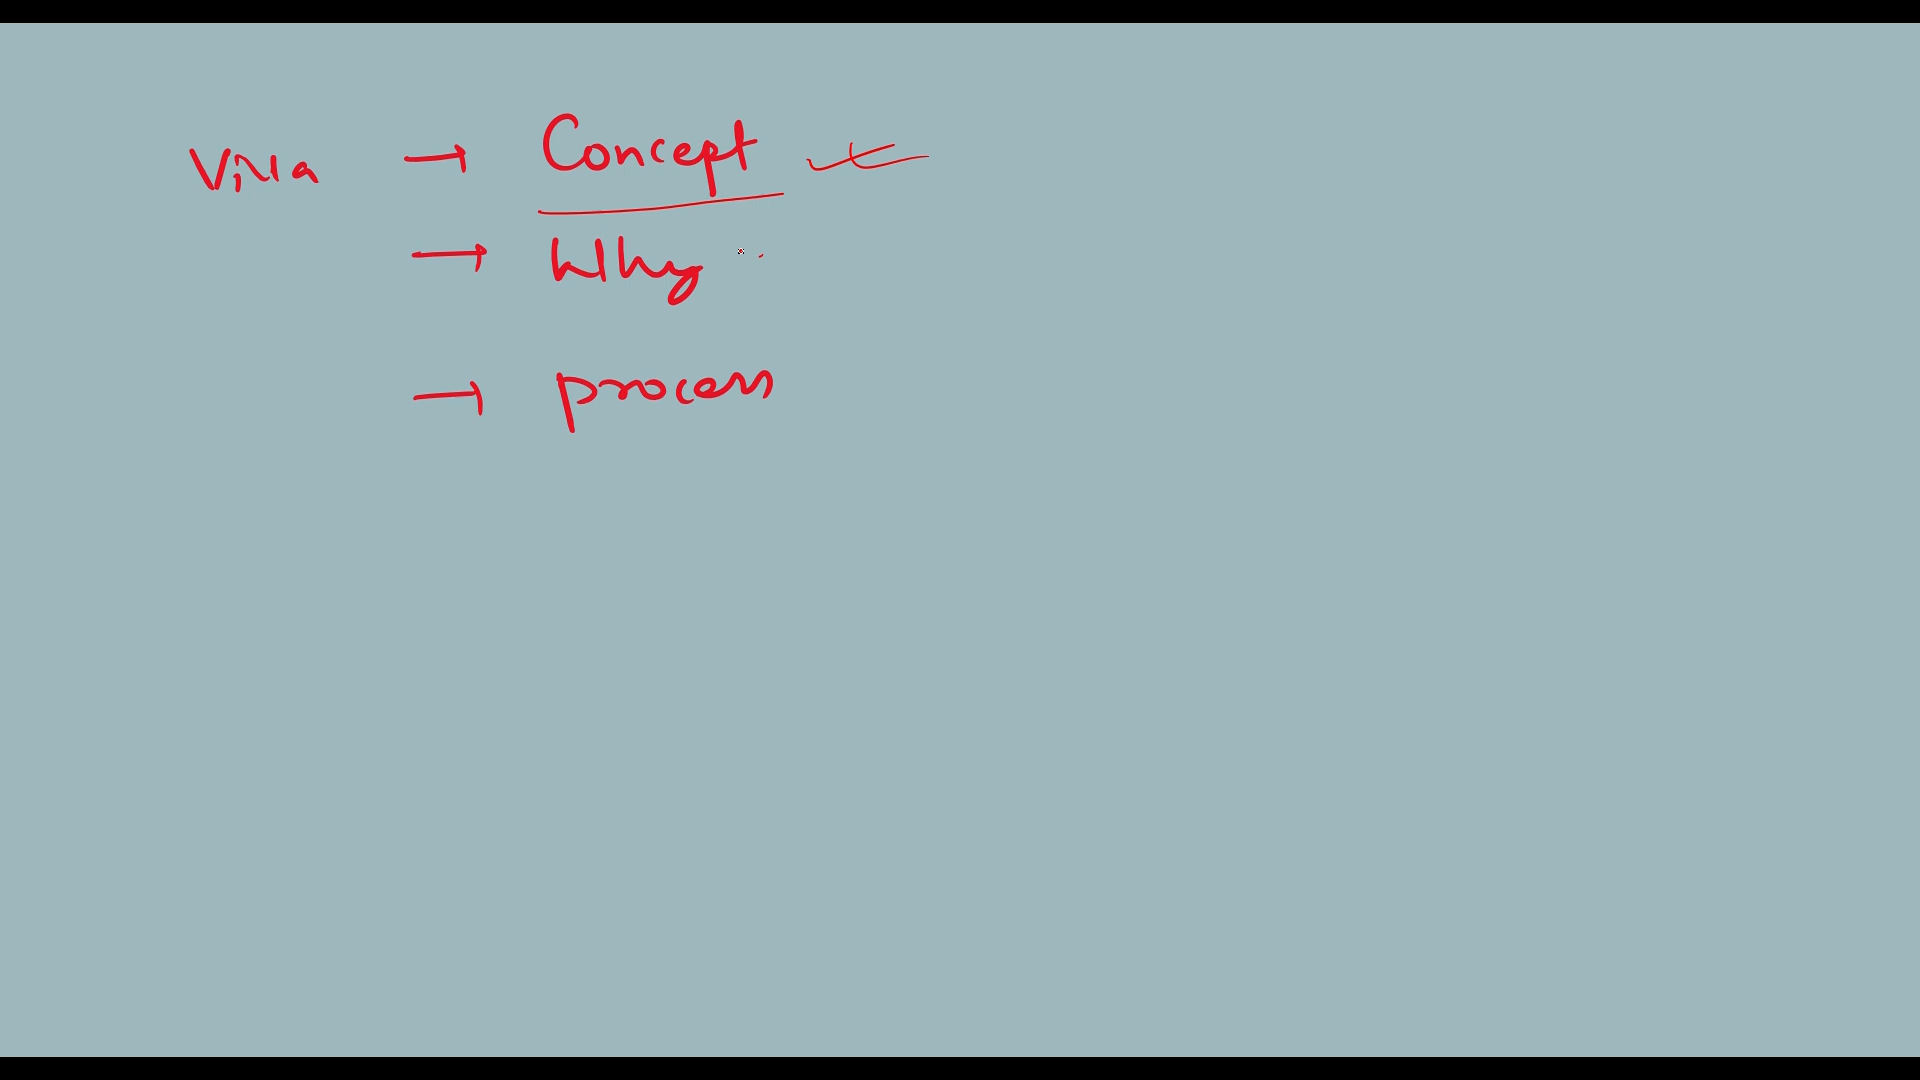 Villa → Concept ✓
→ Why
→ process